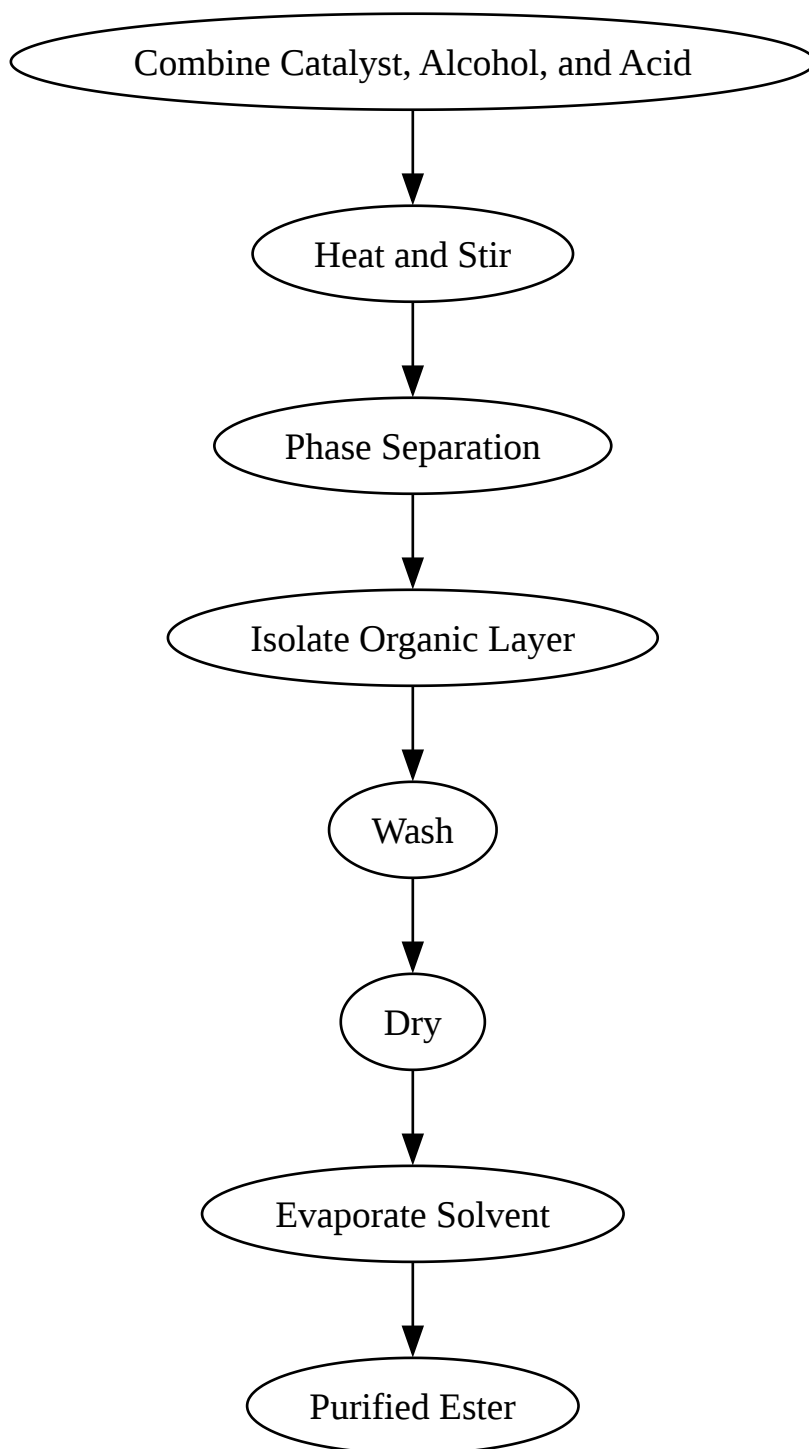 Combine Catalyst, Alcohol, and Acid
Heat and Stir
Phase Separation
Isolate Organic Layer
Wash
Dry
Evaporate Solvent
Purified Ester